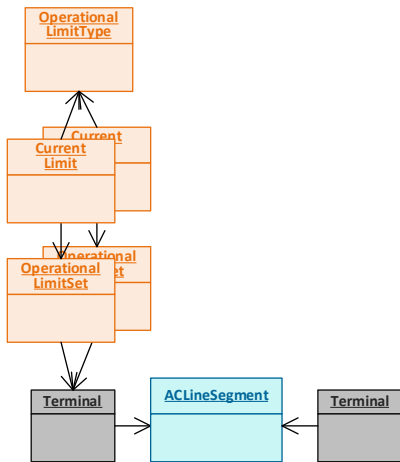 Operational
LimitType
Current
Current
Limit
Operational
Operational
LimitSet
Terminal
ACLineSegment
Terminal